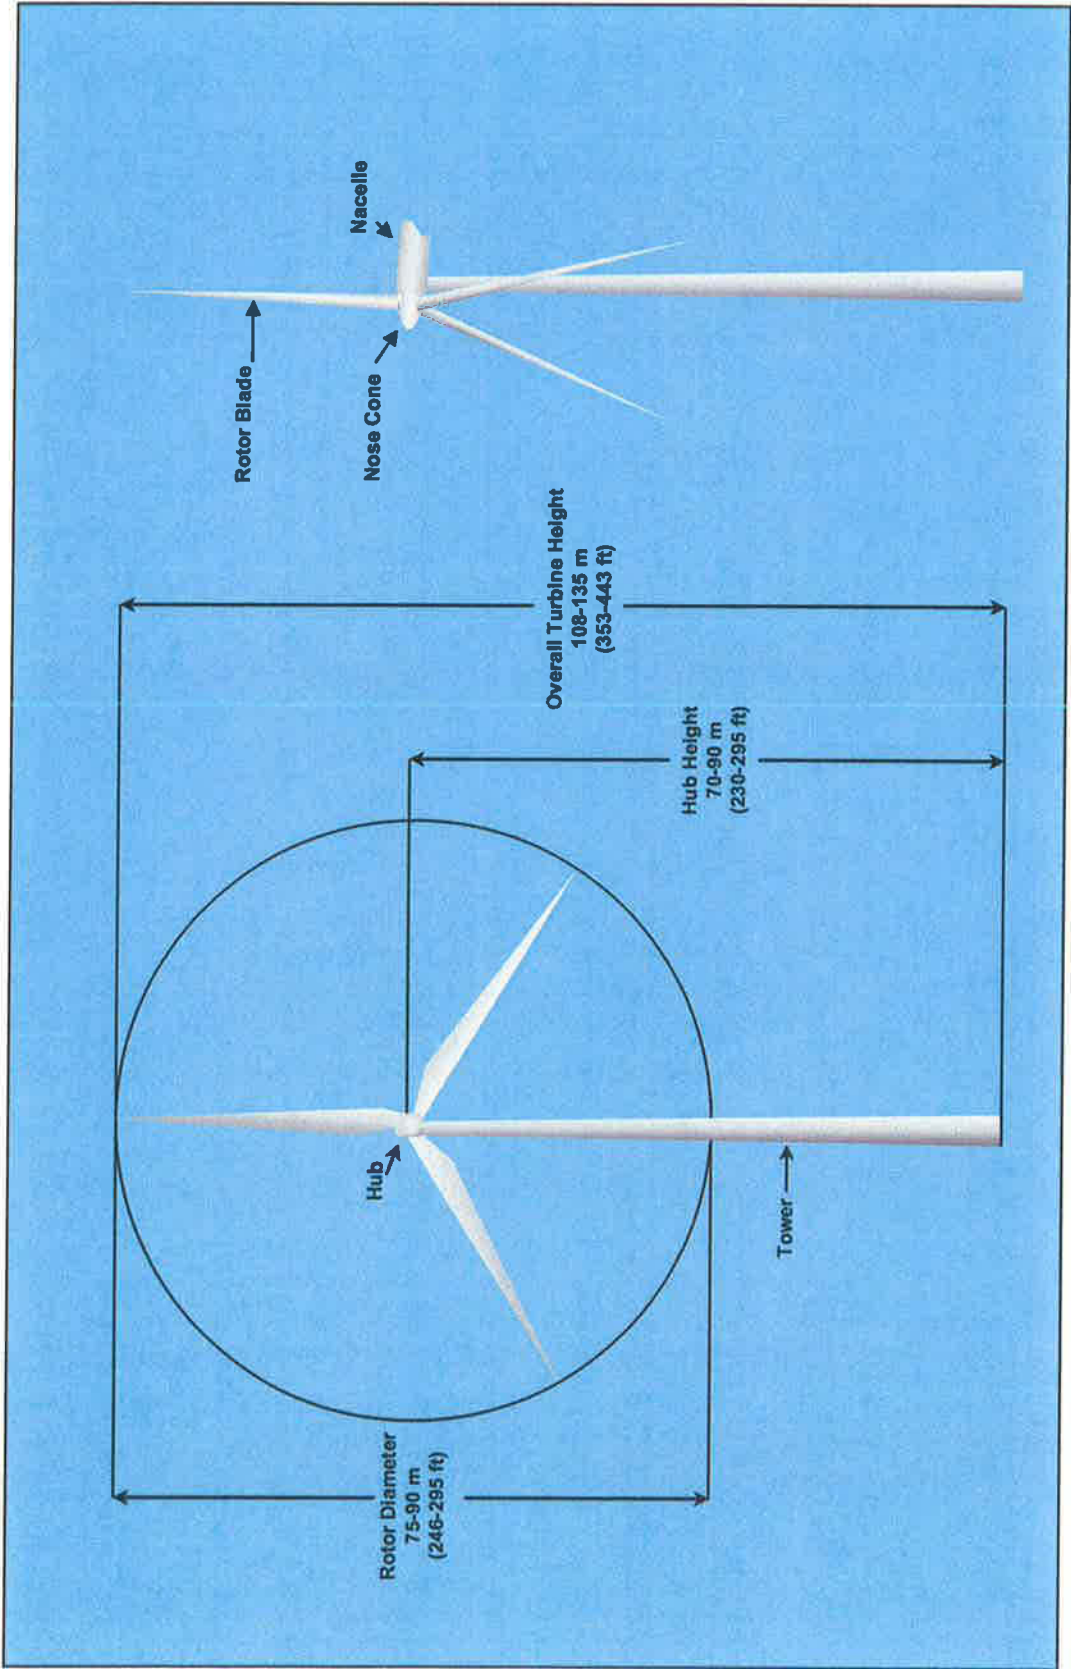 Rotor Diameter
75-90 m
(246-295 ft)
Hub
Tower
Hub Height
70-90 m
(230-295 ft)
Overall Turbine Height
108-135 m
(353-443 ft)
Rotor Blade
Nose Cone
Nacelle